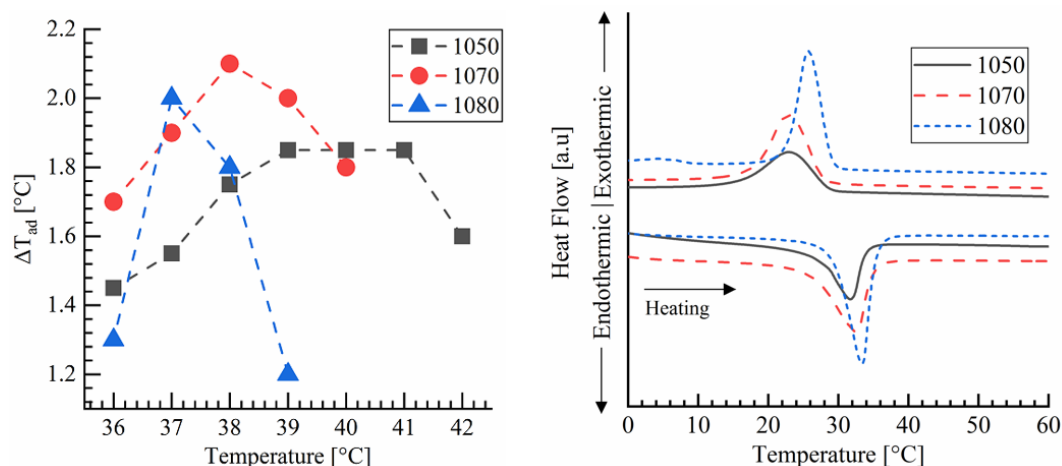 2.2
2.0
1.8
1.6
1.4
1.2
ΔT_ad [°C]
1050
1070
1080
36 37 38 39 40 41 42
Temperature [°C]
Heat Flow [a.u]
Endothermic | Exothermic
1050
1070
1080
Heating
0 10 20 30 40 50 60
Temperature [°C]